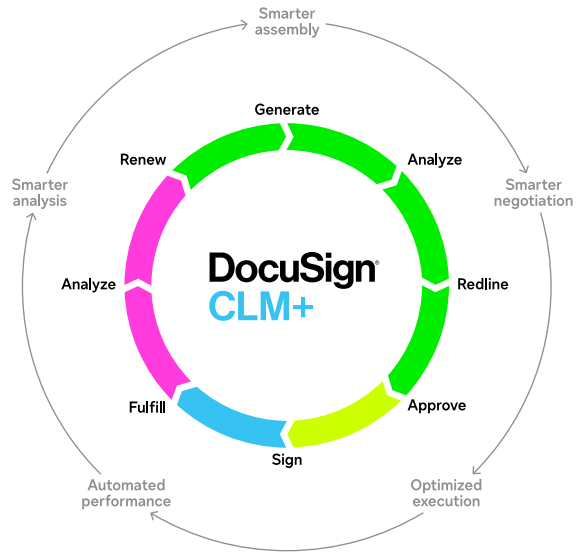 Smarter
assembly
Generate
Renew
Analyze
Smarter
analysis
Smarter
negotiation
DocuSign®
CLM+
Analyze
Redline
Fulfill
Approve
Sign
Automated
performance
Optimized
execution